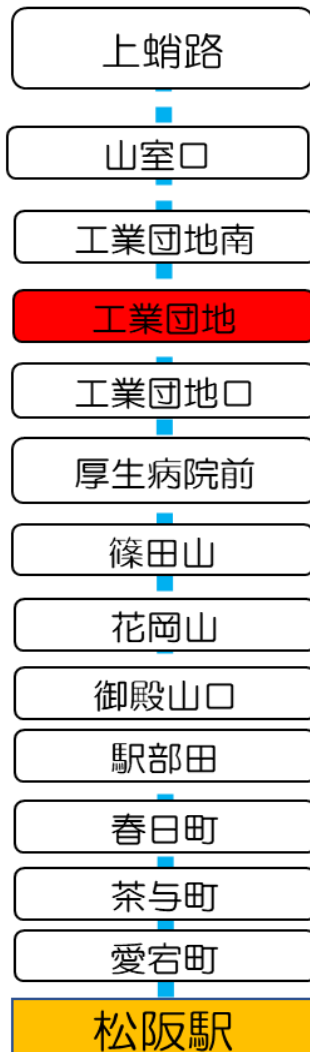 上蛸路
山室口
工業団地南
工業団地
工業団地口
厚生病院前
篠田山
花岡山
御殿山口
駅部田
春日町
茶与町
愛宕町
松阪駅